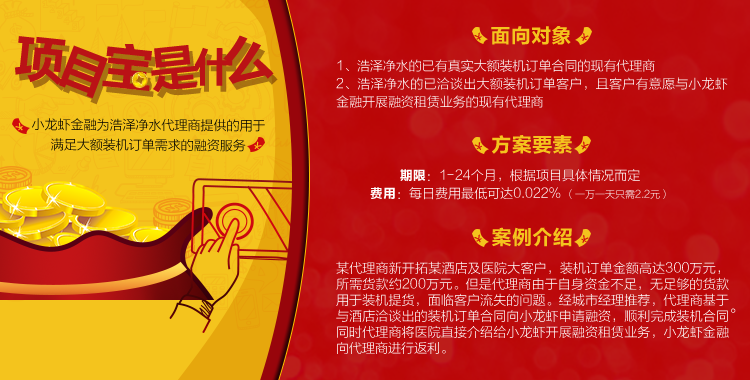 项目宝是什么
小龙虾金融为浩泽净水代理商提供的用于
满足大额装机订单需求的融资服务
面向对象
1、浩泽净水的已有真实大额装机订单合同的现有代理商
2、浩泽净水的已洽谈出大额装机订单客户，且客户有意愿与小龙虾
金融开展融资租赁业务的现有代理商
方案要素
期限：1-24个月，根据项目具体情况而定
费用：每日费用最低可达0.022%（一万一天只需2.2元）
案例介绍
某代理商新开拓某酒店及医院大客户，装机订单金额高达300万元，
所需货款约200万元。但是代理商由于自身资金不足，无足够的货款
用于装机提货，面临客户流失的问题。经城市经理推荐，代理商基于
与酒店洽谈出的装机订单合同向小龙虾申请融资，顺利完成装机合同。
同时代理商将医院直接介绍给小龙虾开展融资租赁业务，小龙虾金融
向代理商进行返利。